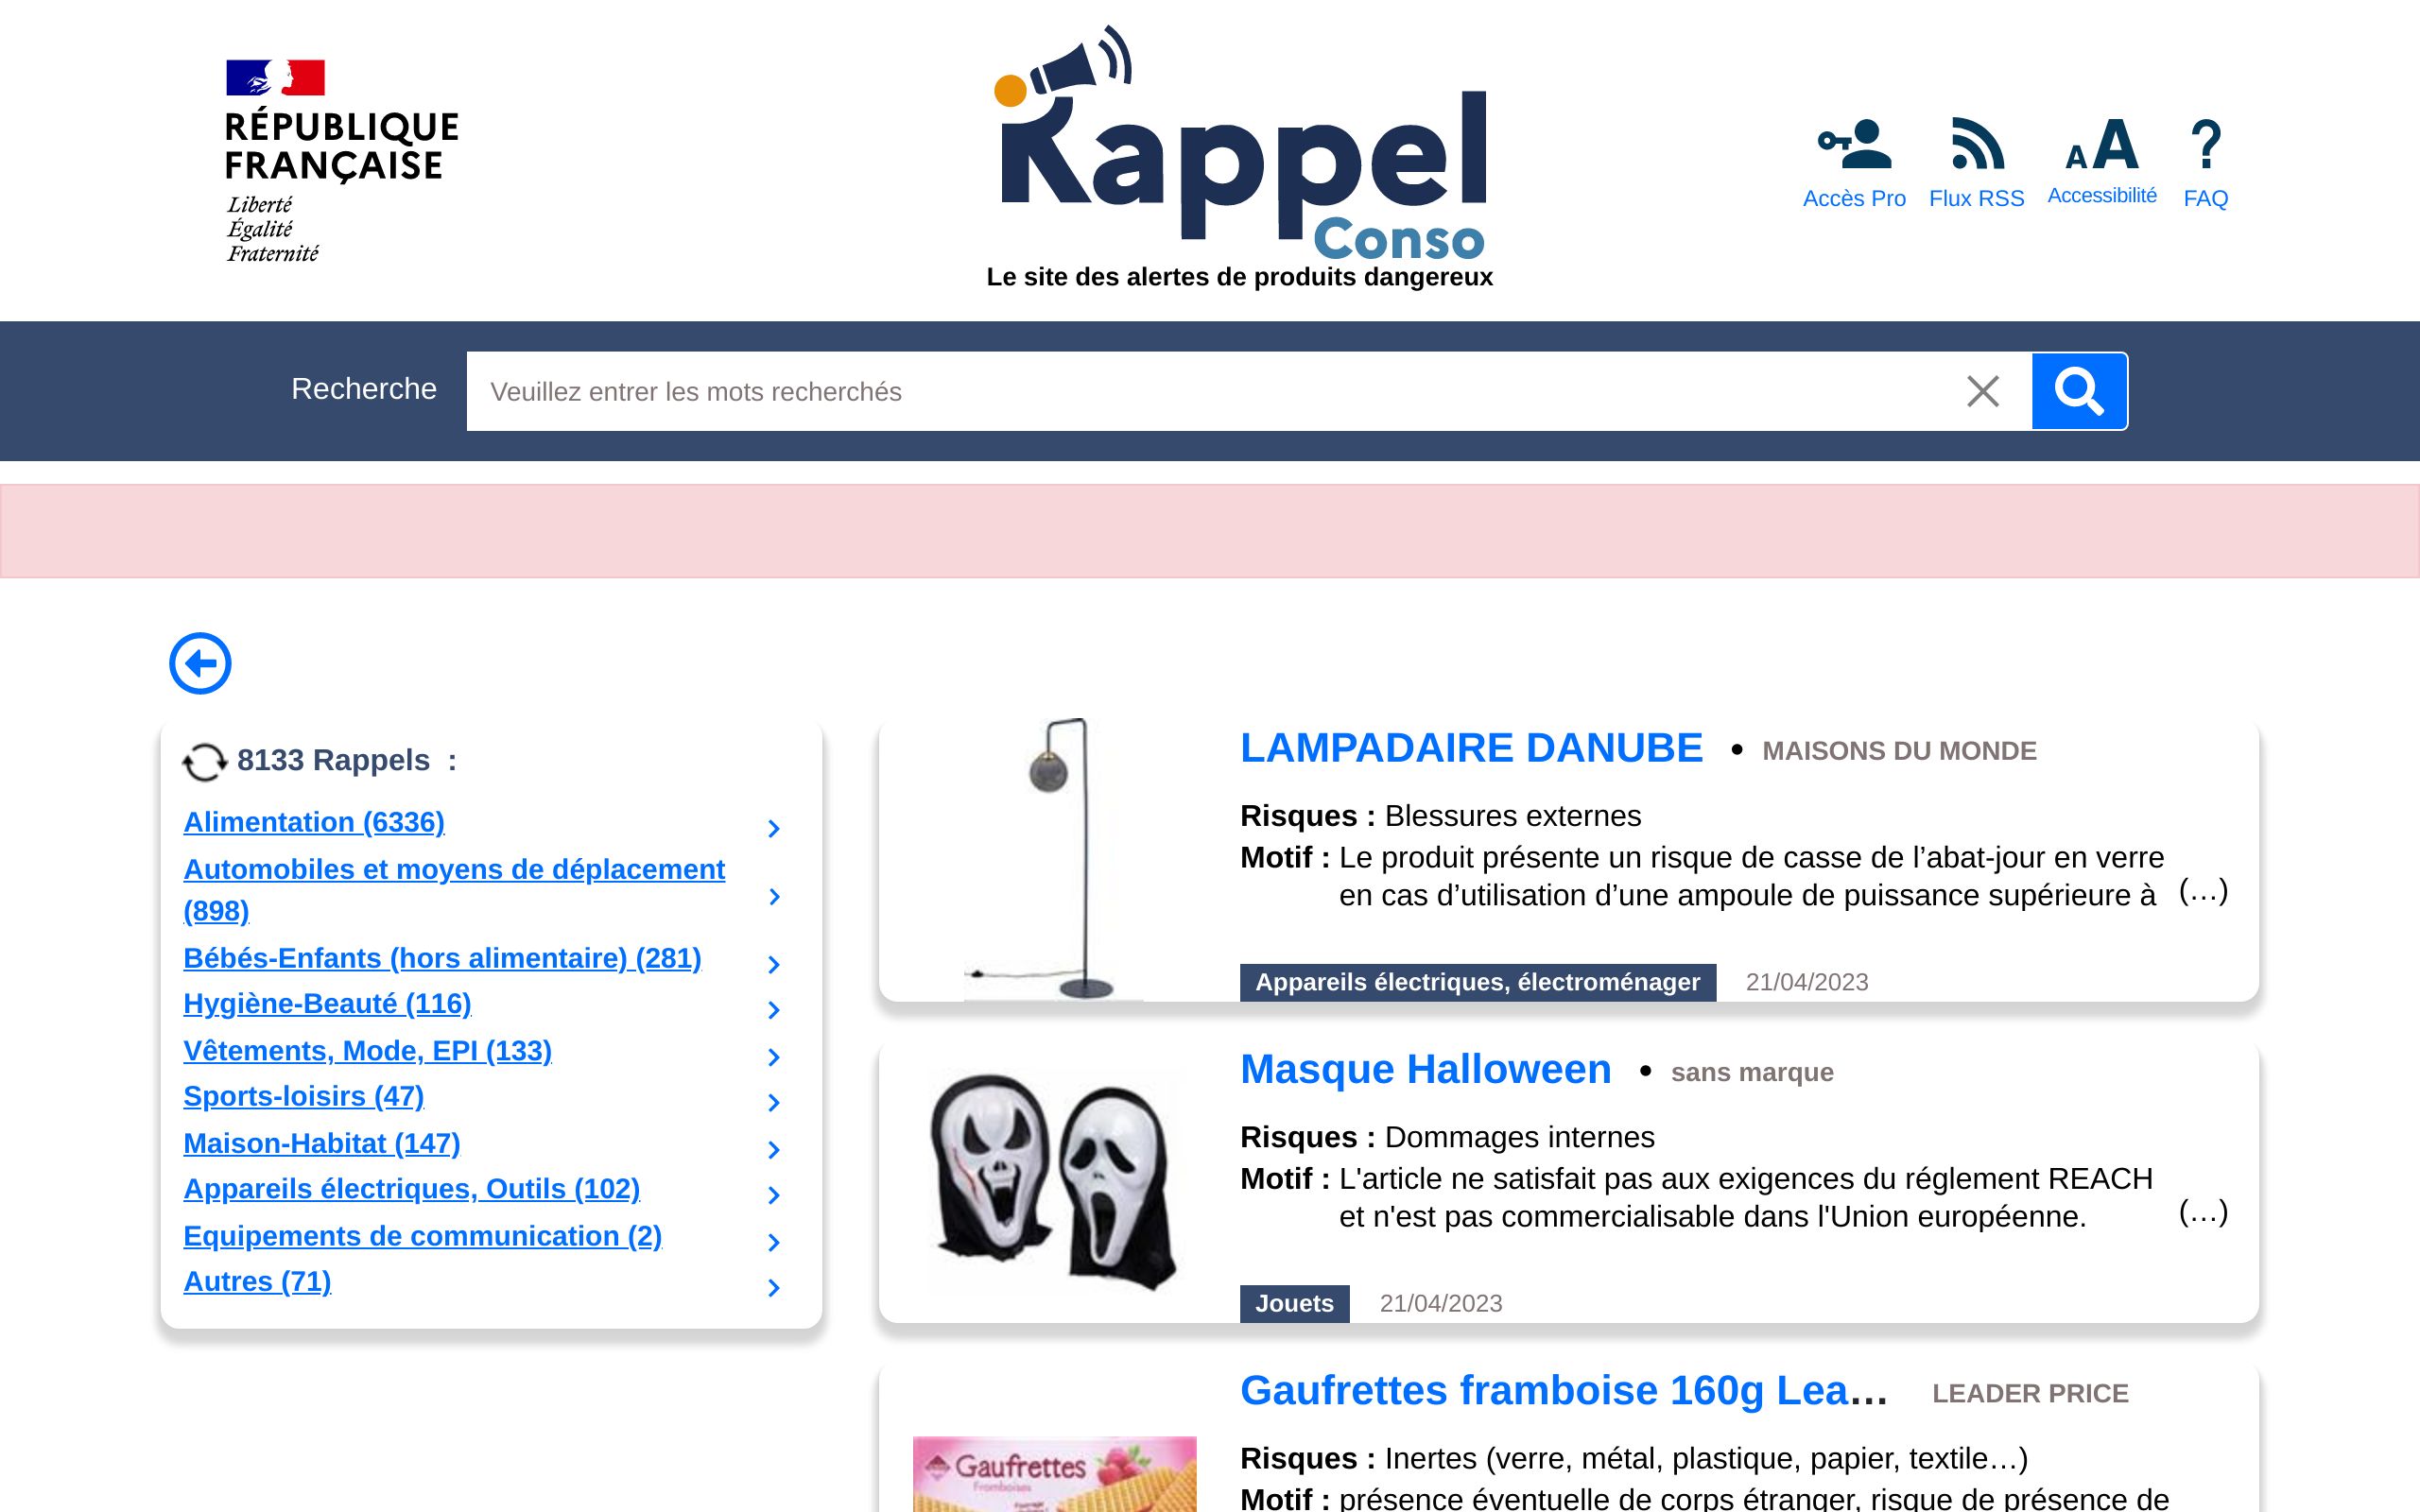 RÉPUBLIQUE
FRANÇAISE
Liberté
Égalité
Fraternité
Rappel
Conso
Le site des alertes de produits dangereux
Accès Pro
Flux RSS
AA
Accessibilité
?
FAQ
Recherche
Veuillez entrer les mots recherchés
8133 Rappels :
Alimentation (6336)
Automobiles et moyens de déplacement
(898)
Bébés-Enfants (hors alimentaire) (281)
Hygiène-Beauté (116)
Vêtements, Mode, EPI (133)
Sports-loisirs (47)
Maison-Habitat (147)
Appareils électriques, Outils (102)
Equipements de communication (2)
Autres (71)
LAMPADAIRE DANUBE • MAISONS DU MONDE
Risques : Blessures externes
Motif : Le produit présente un risque de casse de l’abat-jour en verre
en cas d’utilisation d’une ampoule de puissance supérieure à (…)
Appareils électriques, électroménager 21/04/2023
Masque Halloween • sans marque
Risques : Dommages internes
Motif : L'article ne satisfait pas aux exigences du réglement REACH
et n'est pas commercialisable dans l'Union européenne. (…)
Jouets 21/04/2023
Gaufrettes framboise 160g Lea… LEADER PRICE
Risques : Inertes (verre, métal, plastique, papier, textile…)
Motif : présence éventuelle de corps étranger, risque de présence de
Gaufrettes
Framboises